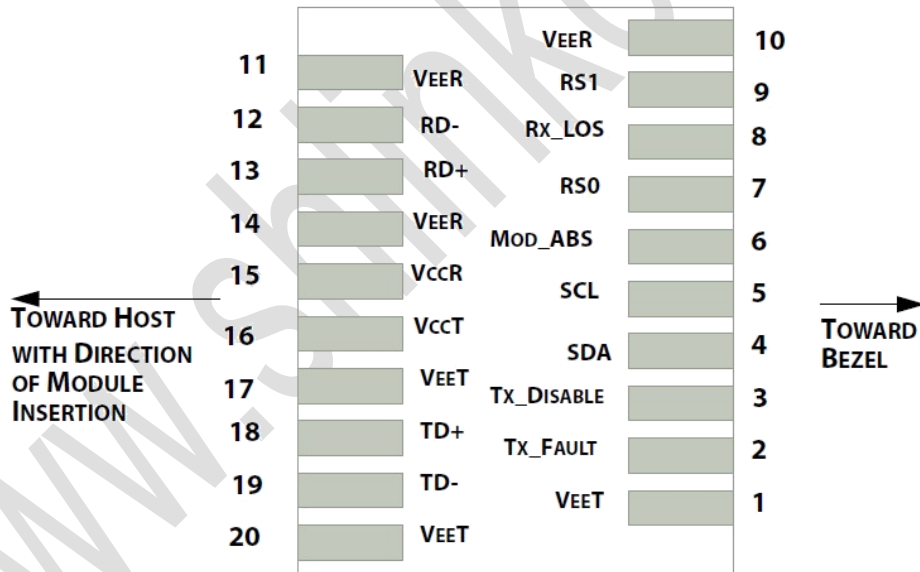 11 VEER
12 RD-
13 RD+
14 VEER
15 VCCR
16 VCCT
17 VEET
18 TD+
19 TD-
20 VEET
TOWARD HOST
WITH DIRECTION
OF MODULE
INSERTION
VEER 10
RS1 9
RX_LOS 8
RS0 7
MOD_ABS 6
SCL 5
SDA 4
TX_DISABLE 3
TX_FAULT 2
VEET 1
TOWARD
BEZEL